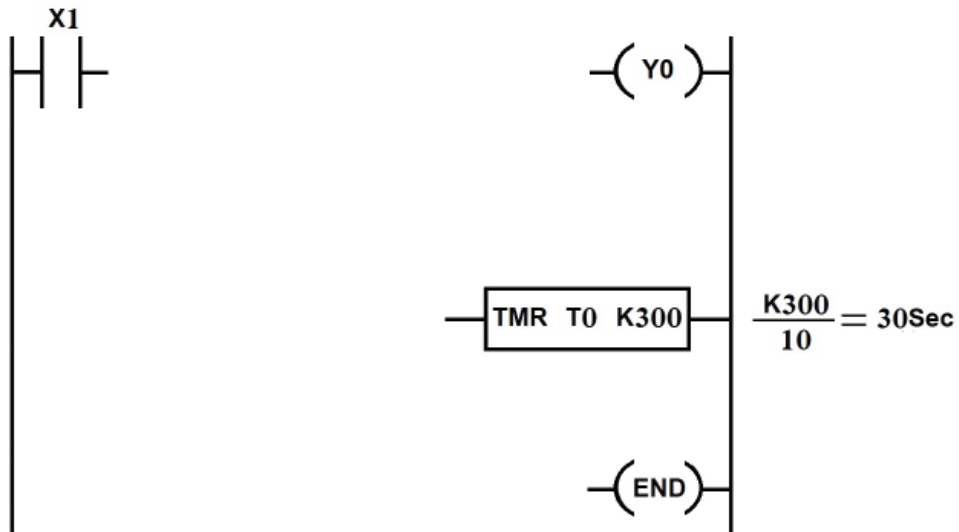 X1
Y0
TMR T0 K300
K300
10
= 30Sec
END